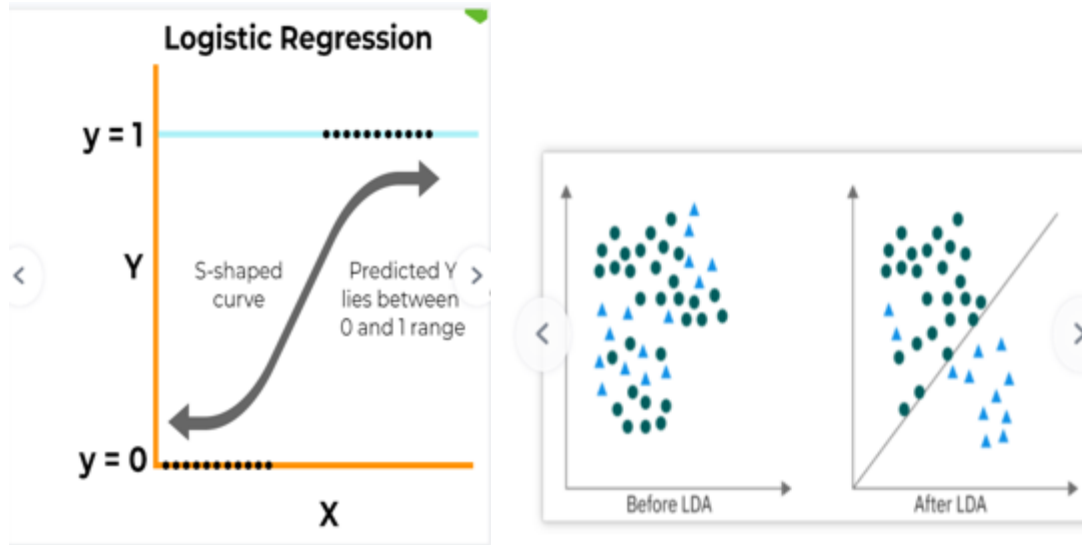 Logistic Regression
y = 1
Y
S-shaped
curve
Predicted Y
lies between
0 and 1 range
y = 0
X
Before LDA
After LDA